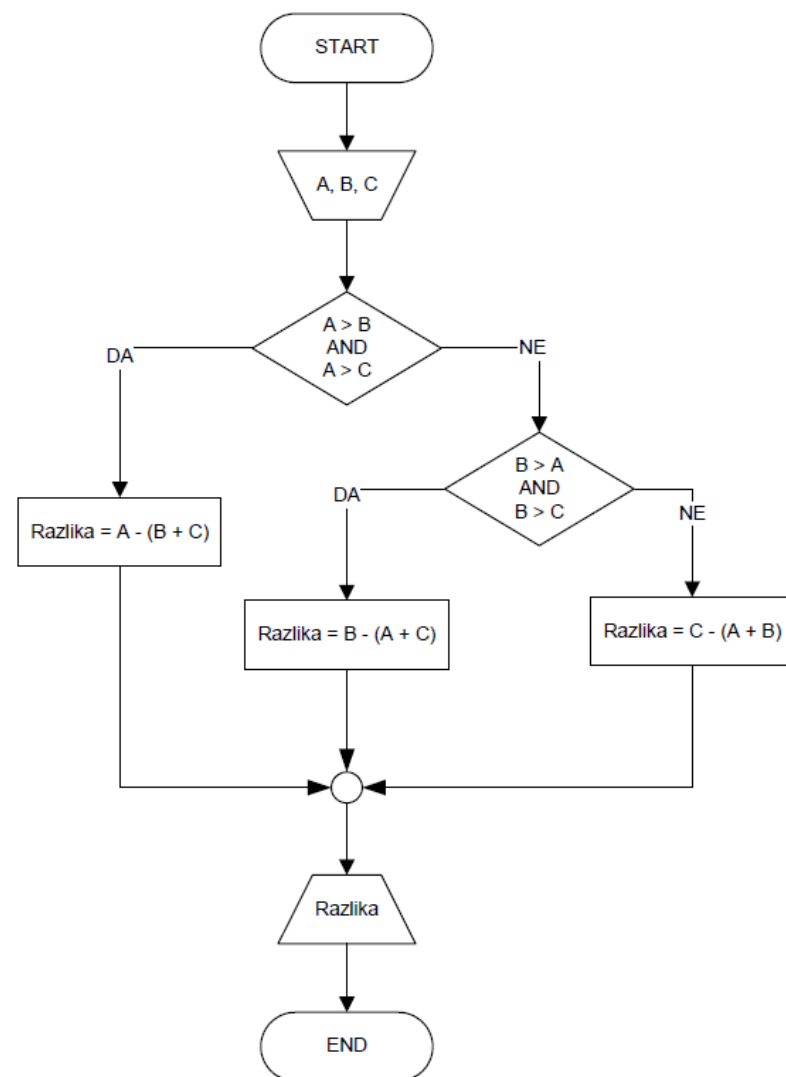 START
A, B, C
A > B
AND
A > C
DA
NE
B > A
AND
B > C
DA
NE
Razlika = A - (B + C)
Razlika = B - (A + C)
Razlika = C - (A + B)
Razlika
END